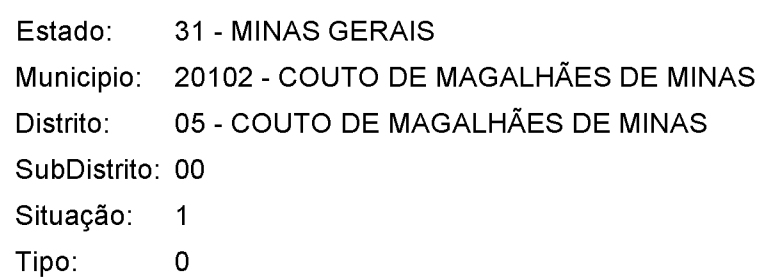 Estado: 31 - MINAS GERAIS
Municipio: 20102 - COUTO DE MAGALHÃES DE MINAS
Distrito: 05 - COUTO DE MAGALHÃES DE MINAS
SubDistrito: 00
Situação: 1
Tipo: 0